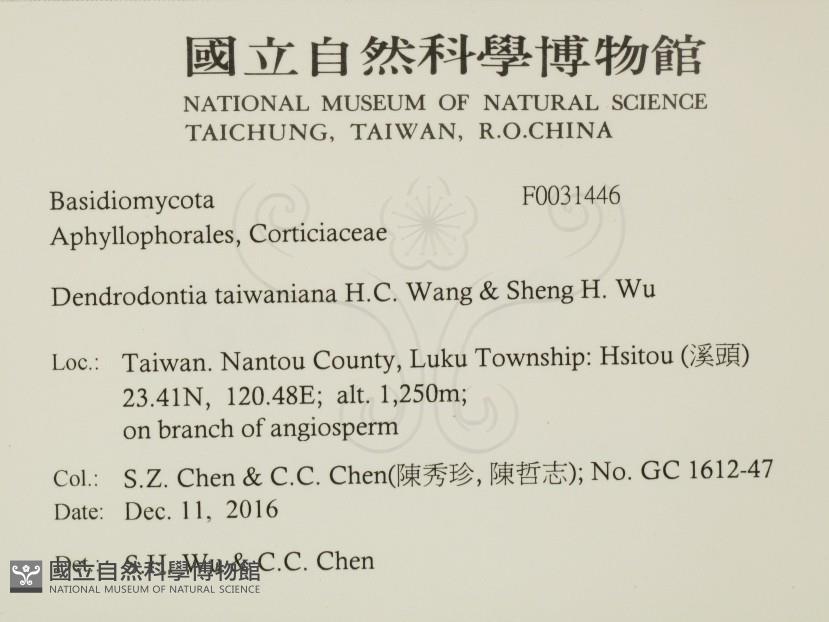 國立自然科學博物館
NATIONAL MUSEUM OF NATURAL SCIENCE
TAICHUNG, TAIWAN, R.O.CHINA
Basidiomycota F0031446
Aphyllophorales, Corticiaceae
Dendrodontia taiwaniana H.C. Wang & Sheng H. Wu
Loc.: Taiwan. Nantou County, Luku Township: Hsitou (溪頭)
23.41N, 120.48E; alt. 1,250m;
on branch of angiosperm
Col.: S.Z. Chen & C.C. Chen(陳秀珍, 陳哲志); No. GC 1612-47
Date: Dec. 11, 2016
Det.: S.H. Wu & C.C. Chen
國立自然科學博物館
NATIONAL MUSEUM OF NATURAL SCIENCE